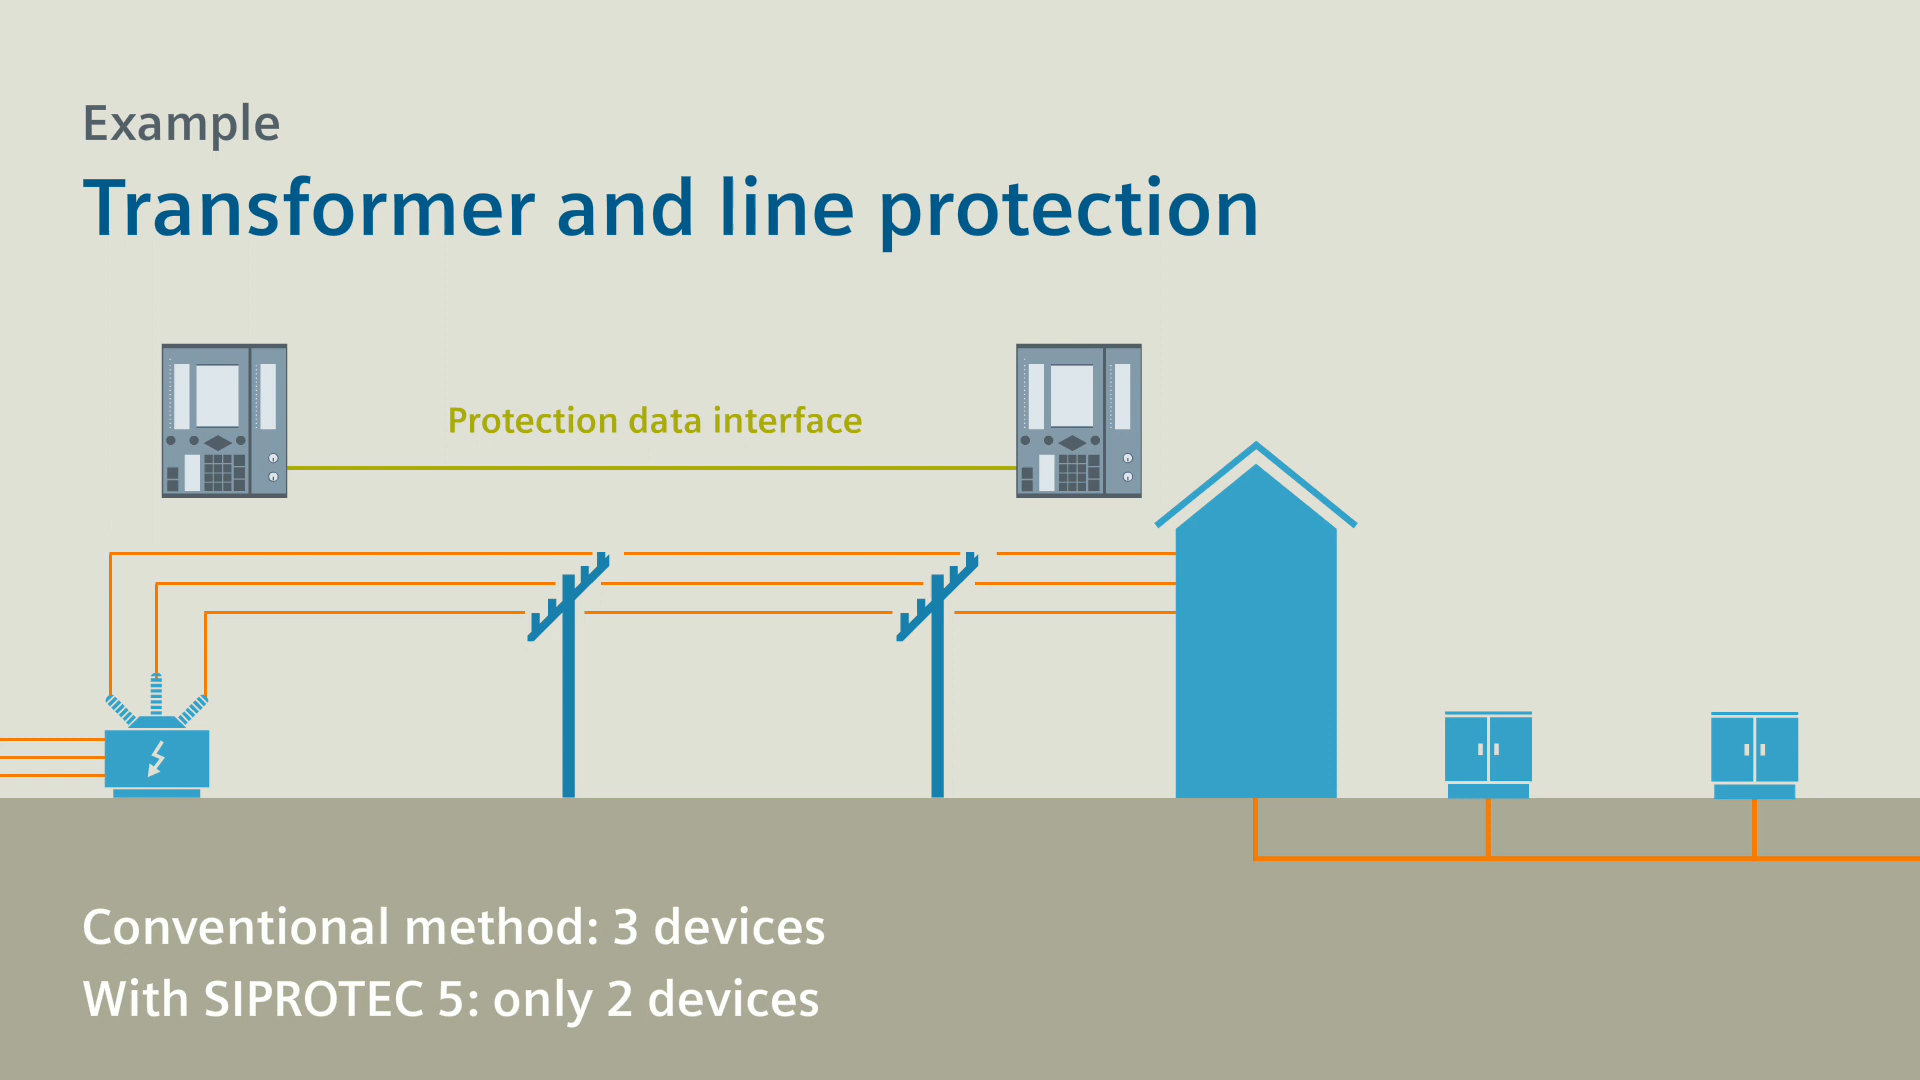 Example
Transformer and line protection
Protection data interface
Conventional method: 3 devices
With SIPROTEC 5: only 2 devices